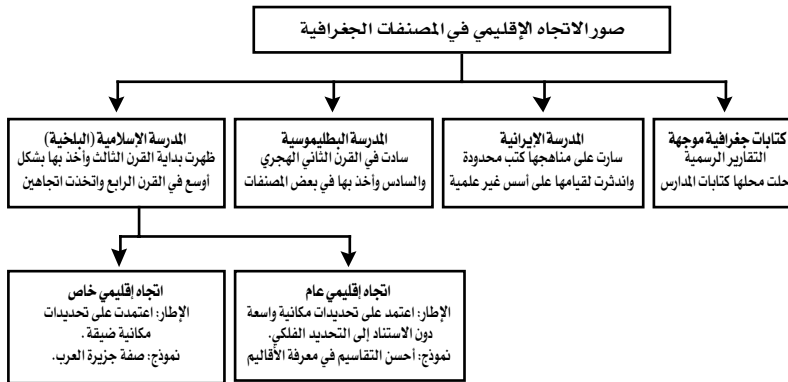 صور الاتجاه الإقليمي في المصنفات الجغرافية
المدرسة الإسلامية (البلخية)
ظهرت بداية القرن الثالث وأخذ بها بشكل
أوسع في القرن الرابع واتخذت اتجاهين
المدرسة البطليموسية
سادت في القرن الثاني الهجري
والسادس وأخذ بها في بعض المصنفات
المدرسة الإيرانية
سارت على مناهجها كتب محدودة
واندثرت لقيامها على أسس غير علمية
كتابات جغرافية موجهة
التقارير الرسمية
حلت محلها كتابات المدارس
اتجاه إقليمي خاص
الإطار: اعتمدت على تحديدات
مكانية ضيقة .
نموذج: صفة جزيرة العرب.
اتجاه إقليمي عام
الإطار: اعتمد على تحديدات مكانية واسعة
دون الاستناد إلى التحديد الفلكي.
نموذج: أحسن التقاسيم في معرفة الأقاليم